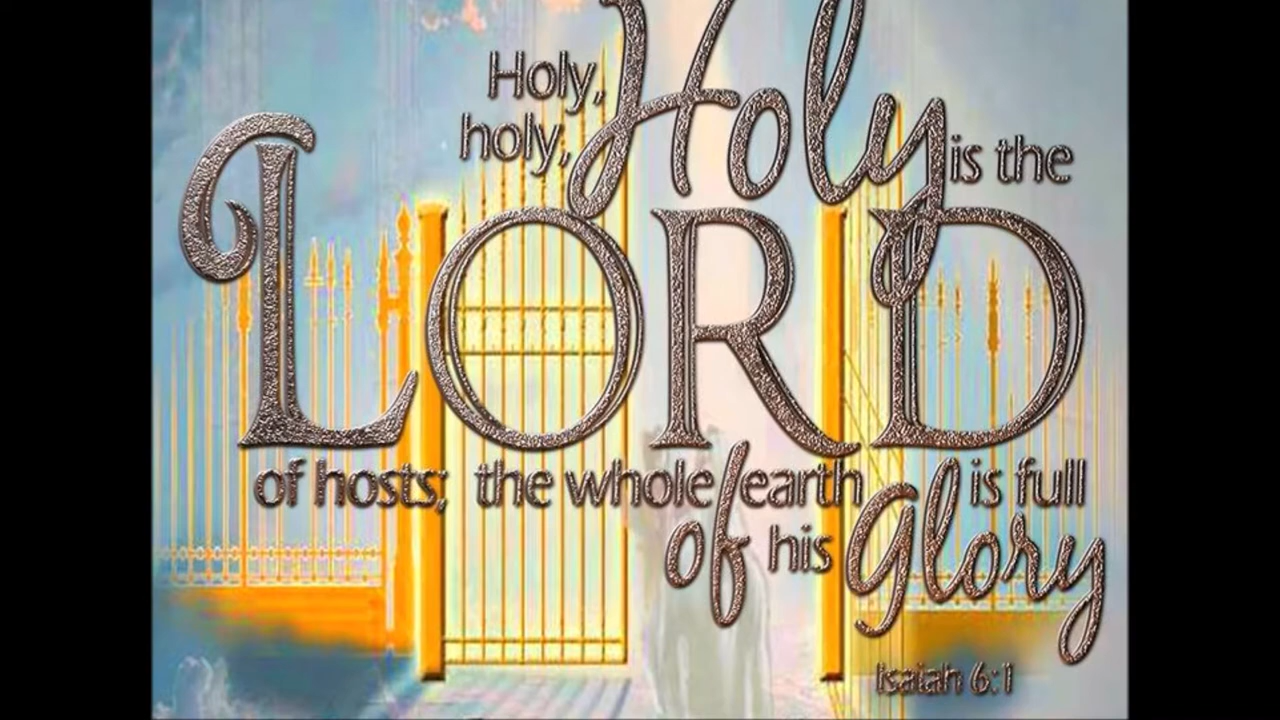 Holy,
holy, Holy is the
LORD
of hosts; the whole earth is full
of his Glory
Isaiah 6:1